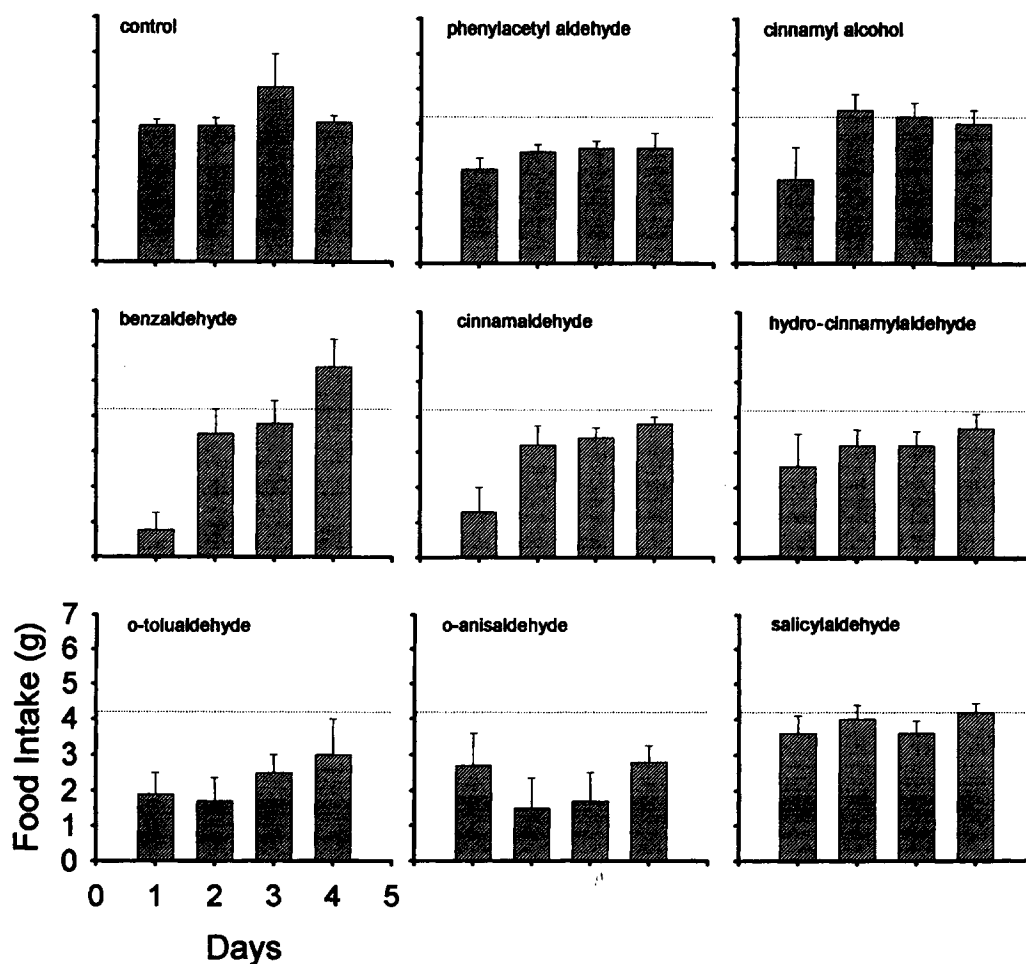 control
phenylacetyl aldehyde
cinnamyl alcohol
benzaldehyde
cinnamaldehyde
hydro-cinnamylaldehyde
o-tolualdehyde
o-anisaldehyde
salicylaldehyde
Food Intake (g)
7
6
5
4
3
2
1
0
0 1 2 3 4 5
Days